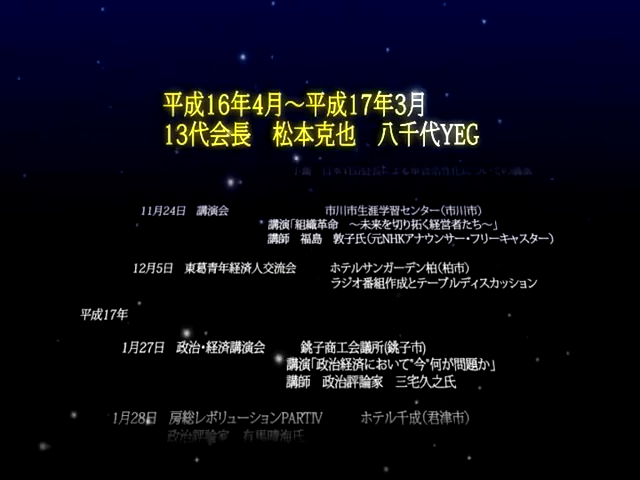 平成16年4月～平成17年3月
13代会長　松本克也　八千代YEG
11月24日　講演会　市川市生涯学習センター（市川市）
講演「組織革命　～未来を切り拓く経営者たち～」
講師　福島　敦子氏（元NHKアナウンサー・フリーキャスター）
12月5日　東葛青年経済人交流会　ホテルサンガーデン柏（柏市）
ラジオ番組作成とテーブルディスカッション
平成17年
1月27日　政治・経済講演会　銚子商工会議所（銚子市）
講演「政治経済において"今"何が問題か」
講師　政治評論家　三宅久之氏
1月28日　房総レボリューションPARTⅣ　ホテル千成（君津市）
政治評論家　有馬晴海氏